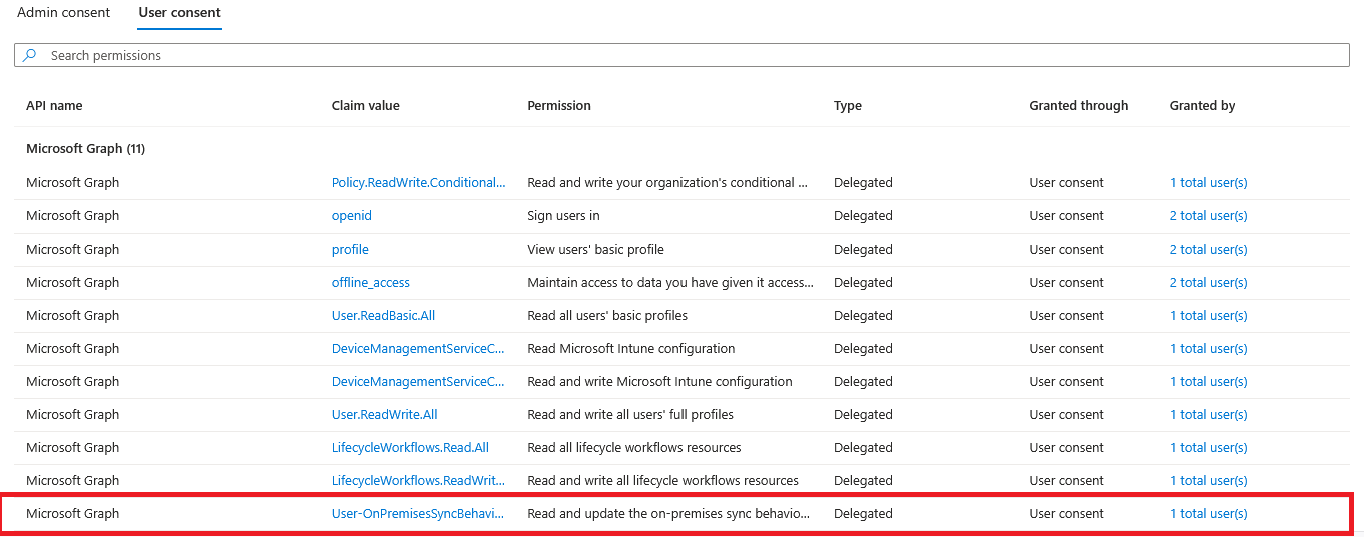 Admin consent User consent
Search permissions
API name Claim value Permission Type Granted through Granted by
Microsoft Graph (11)
Microsoft Graph Policy.ReadWrite.Conditional... Read and write your organization's conditional ... Delegated User consent 1 total user(s)
Microsoft Graph openid Sign users in Delegated User consent 2 total user(s)
Microsoft Graph profile View users' basic profile Delegated User consent 2 total user(s)
Microsoft Graph offline_access Maintain access to data you have given it access... Delegated User consent 2 total user(s)
Microsoft Graph User.ReadBasic.All Read all users' basic profiles Delegated User consent 1 total user(s)
Microsoft Graph DeviceManagementServiceC... Read Microsoft Intune configuration Delegated User consent 1 total user(s)
Microsoft Graph DeviceManagementServiceC... Read and write Microsoft Intune configuration Delegated User consent 1 total user(s)
Microsoft Graph User.ReadWrite.All Read and write all users' full profiles Delegated User consent 1 total user(s)
Microsoft Graph LifecycleWorkflows.Read.All Read all lifecycle workflows resources Delegated User consent 1 total user(s)
Microsoft Graph LifecycleWorkflows.ReadWrit... Read and write all lifecycle workflows resources Delegated User consent 1 total user(s)
Microsoft Graph User-OnPremisesSyncBehavi... Read and update the on-premises sync behavio... Delegated User consent 1 total user(s)